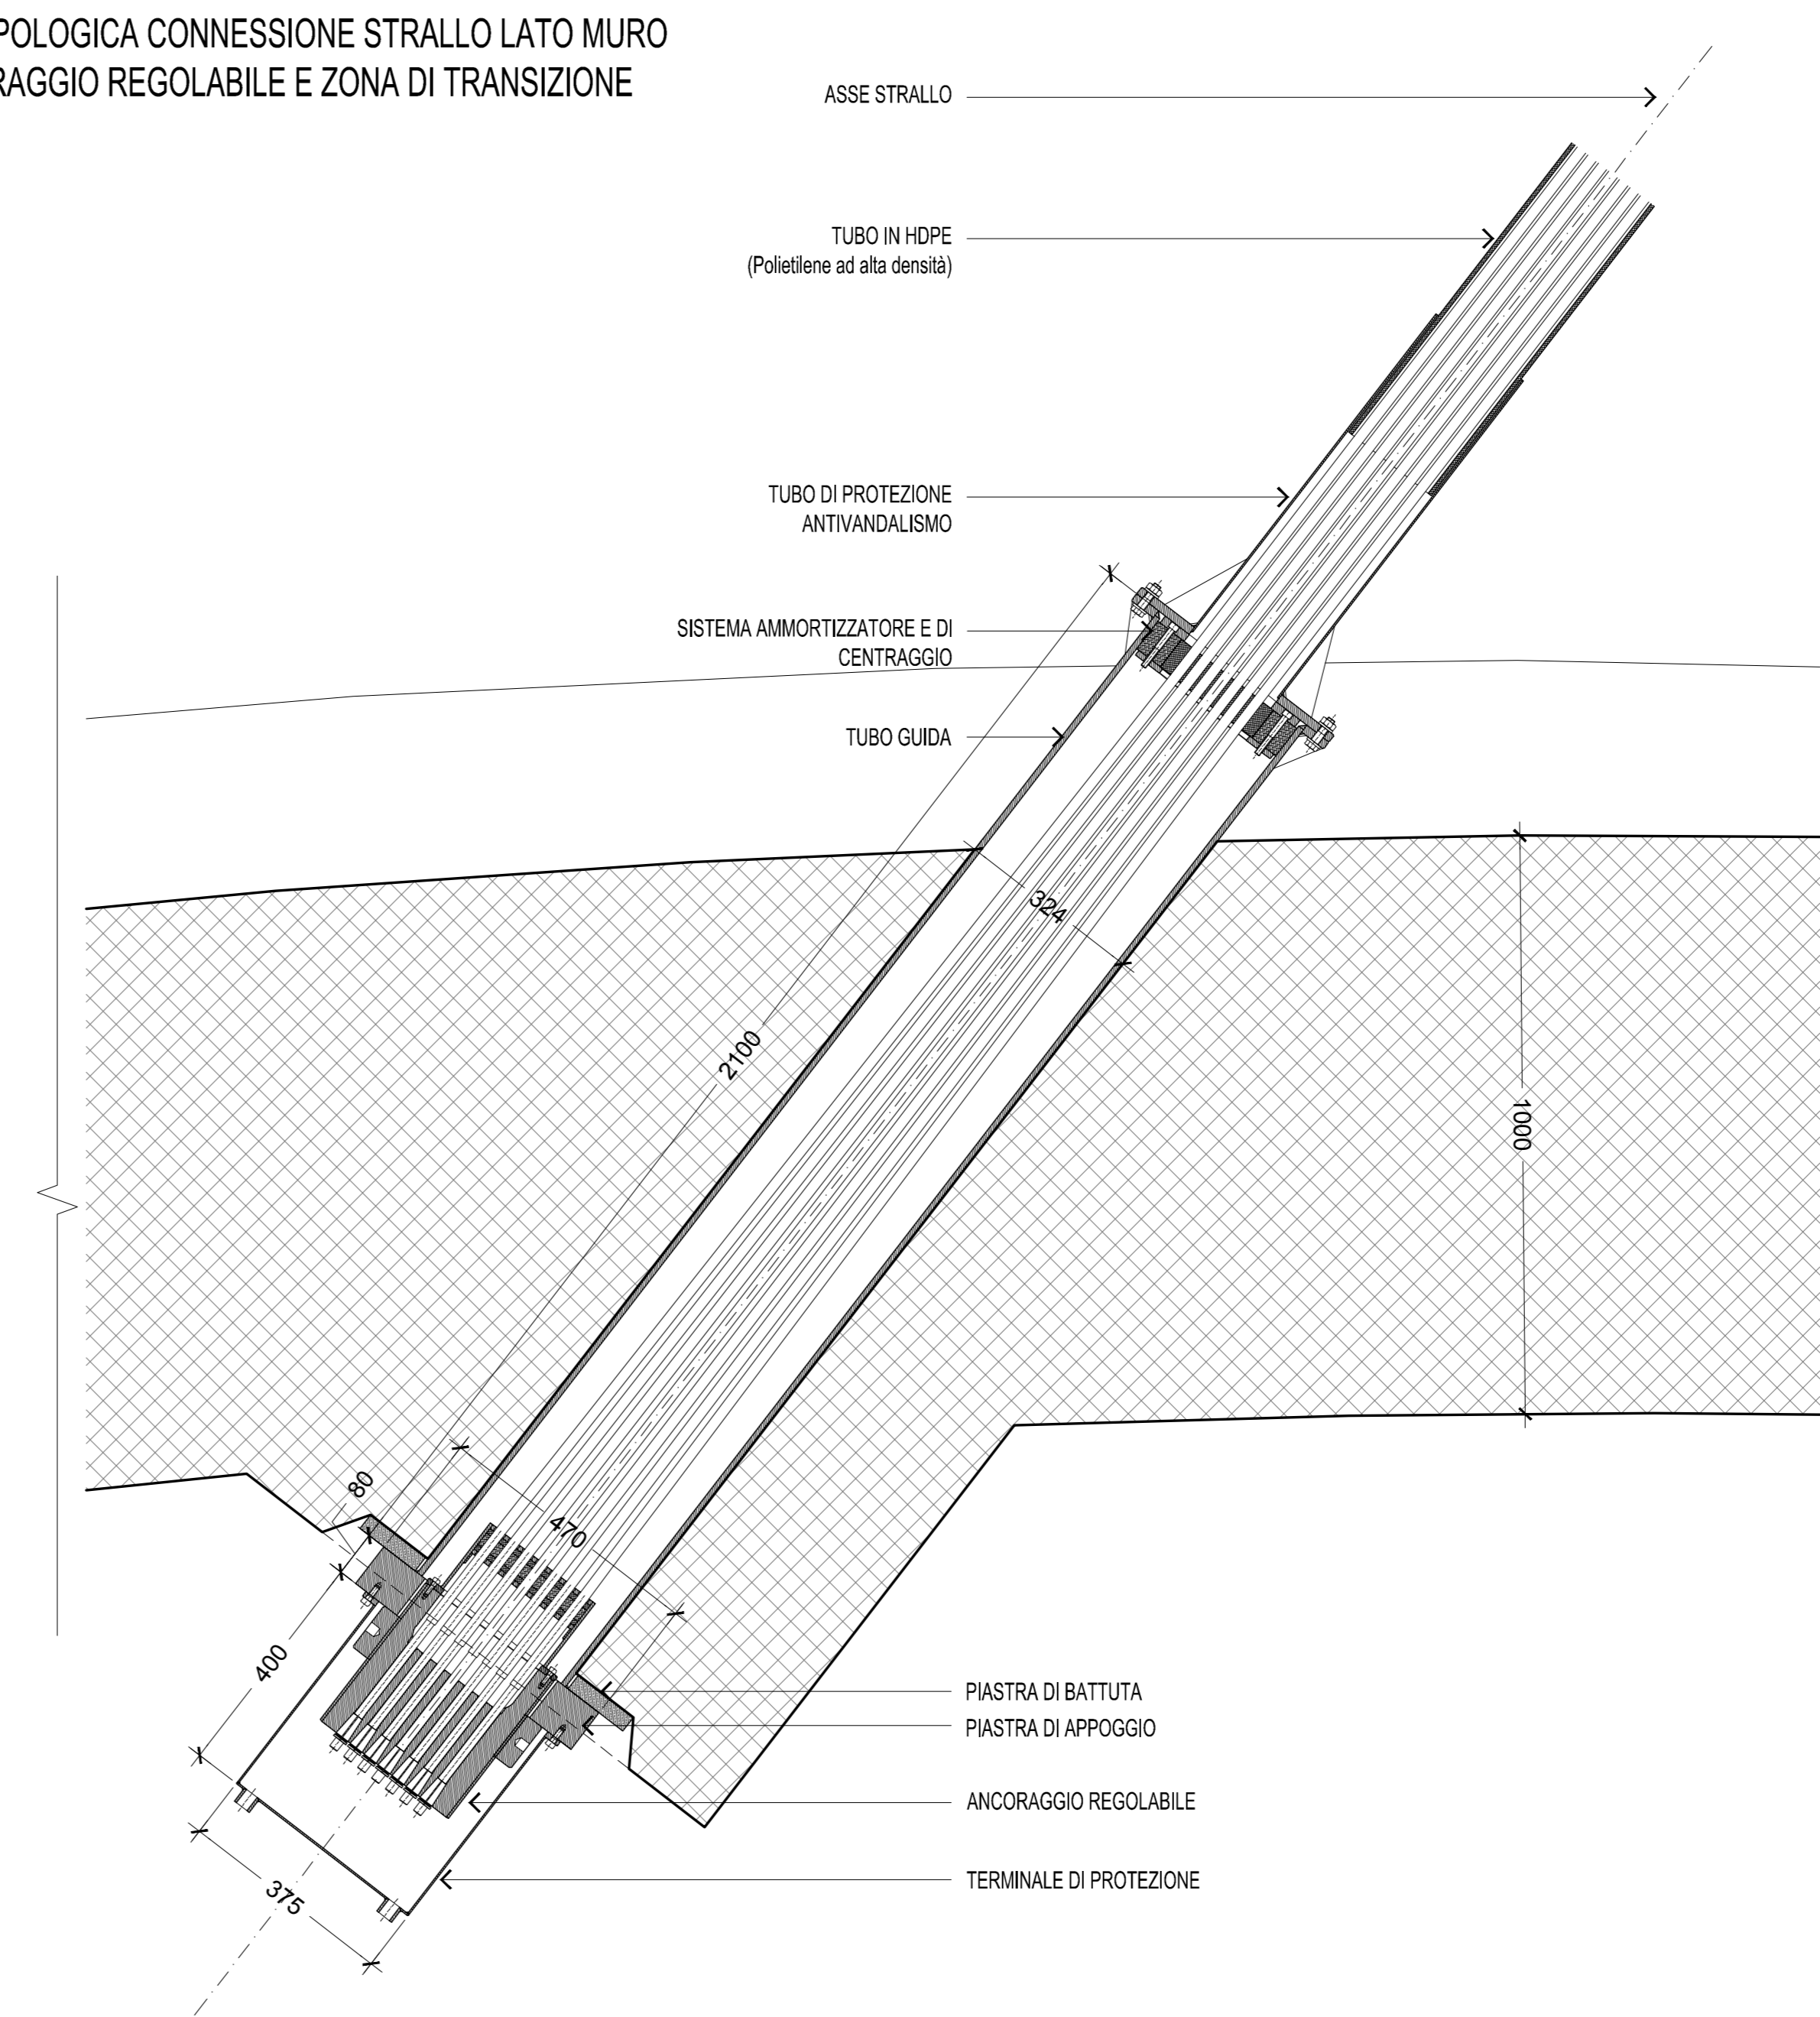 POLOGICA CONNESSIONE STRALLO LATO MURO
RAGGIO REGOLABILE E ZONA DI TRANSIZIONE
ASSE STRALLO
TUBO IN HDPE
(Polietilene ad alta densità)
TUBO DI PROTEZIONE
ANTIVANDALISMO
SISTEMA AMMORTIZZATORE E DI
CENTRAGGIO
TUBO GUIDA
324
2100
1000
80
470
400
PIASTRA DI BATTUTA
PIASTRA DI APPOGGIO
ANCORAGGIO REGOLABILE
TERMINALE DI PROTEZIONE
375